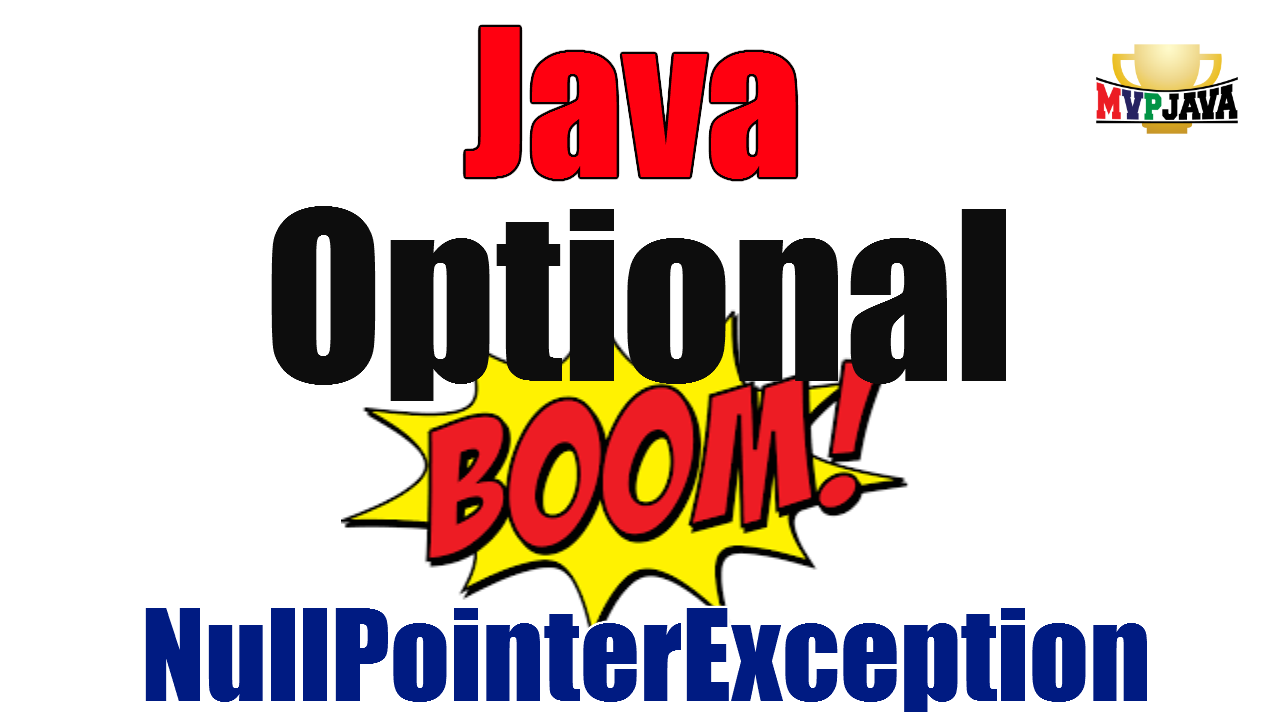 Java
MVPJAVA
Optional
BOOM!
NullPointerException